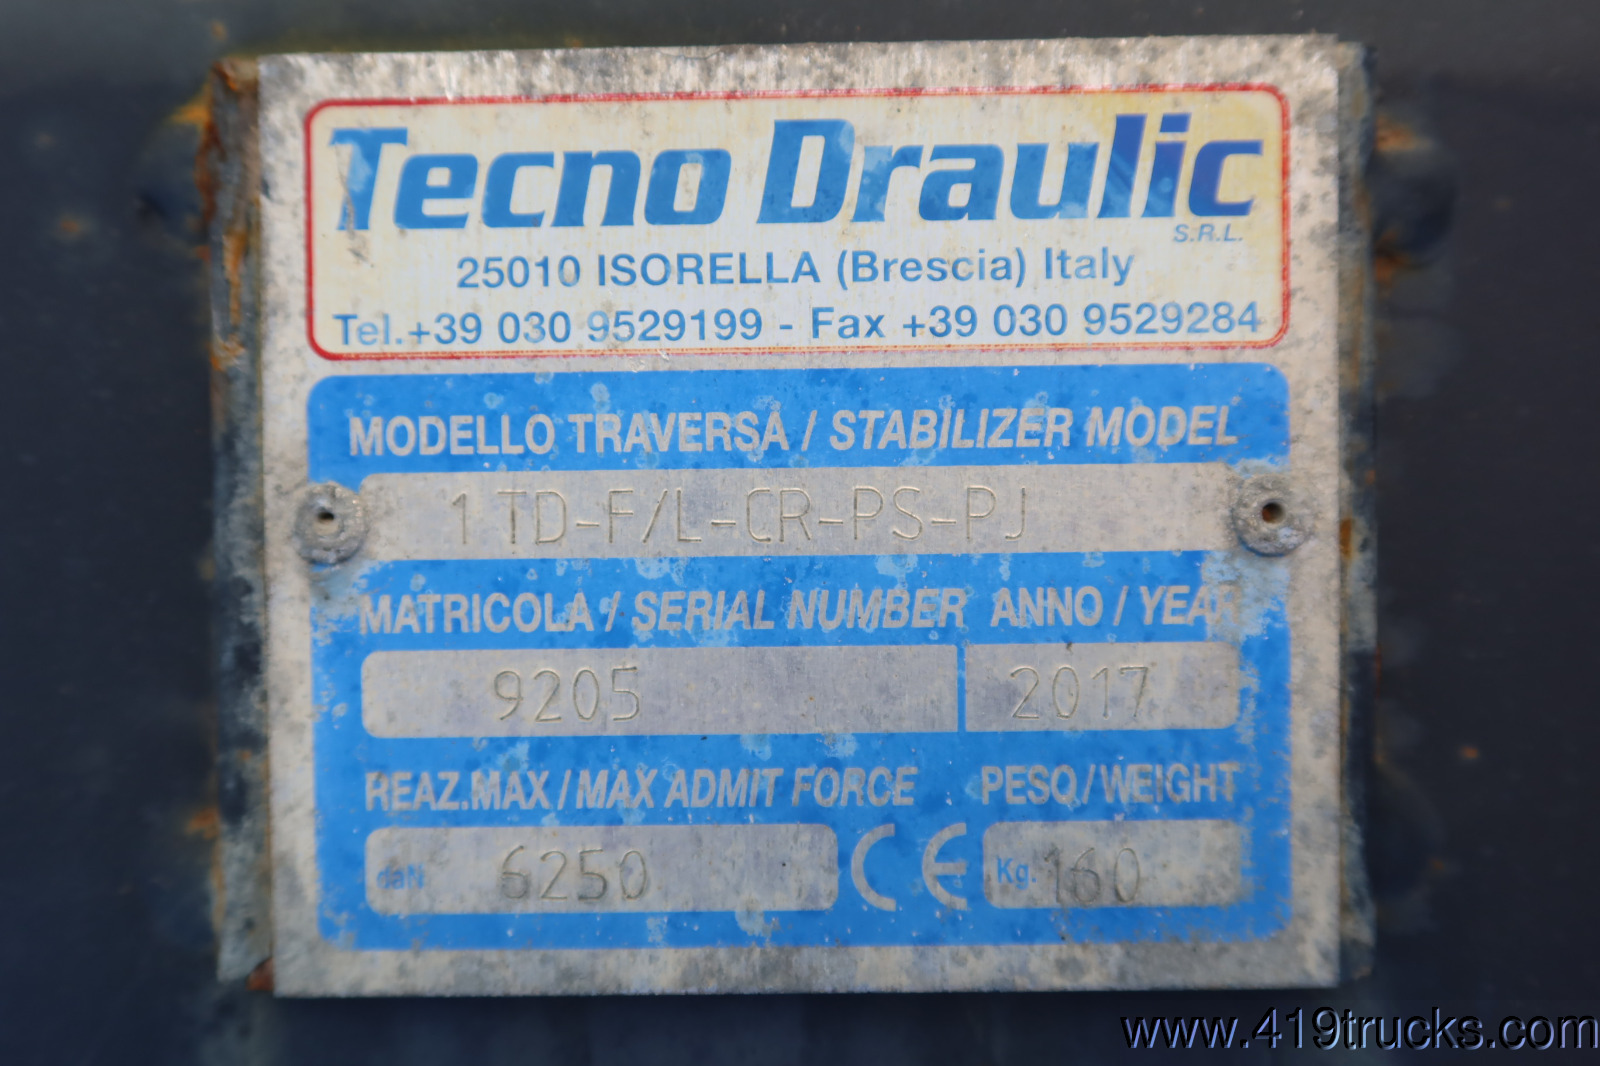 Tecno Draulic
S.R.L.
25010 ISORELLA (Brescia) Italy
Tel.+39 030 9529199 - Fax +39 030 9529284
MODELLO TRAVERSA / STABILIZER MODEL
1 TD-F/L-CR-PS-PJ
MATRICOLA / SERIAL NUMBER ANNO / YEAR
9205 2017
REAZ.MAX / MAX ADMIT FORCE PESO/WEIGHT
daN 6250 CE Kg. 160
www.419trucks.com